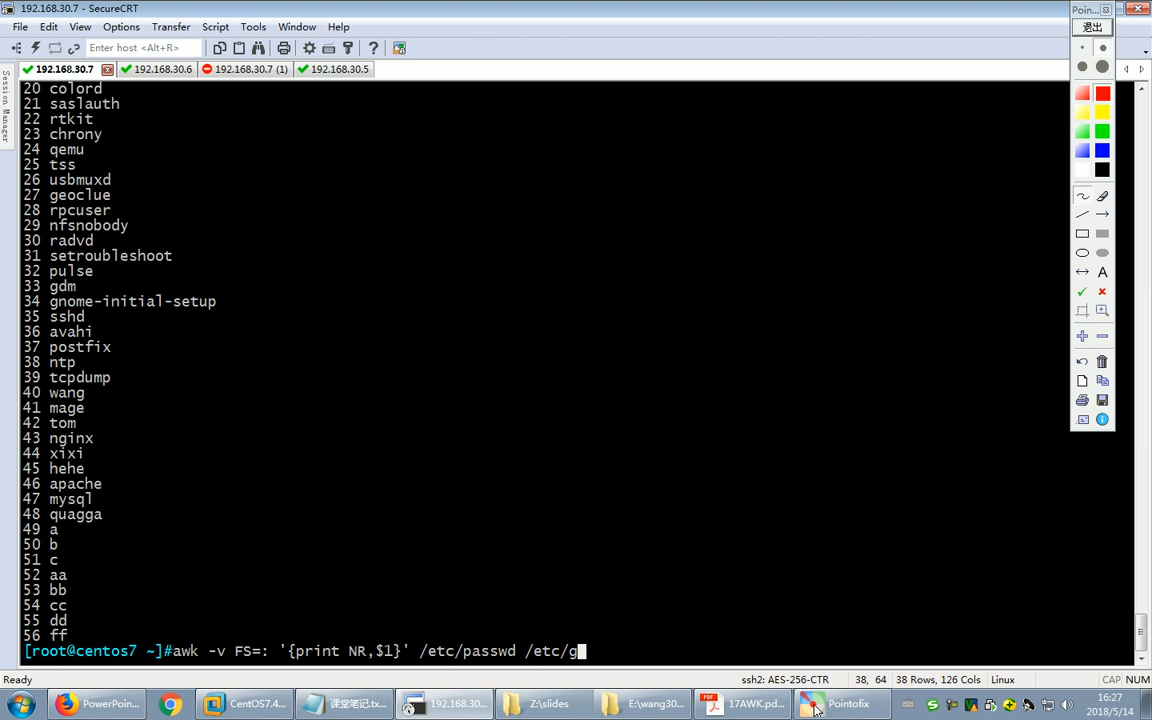 192.168.30.7 - SecureCRT
File Edit View Options Transfer Script Tools Window Help
Enter host <Alt+R>
192.168.30.7 192.168.30.6 192.168.30.7 (1) 192.168.30.5
Session Manager
20 colord
21 saslauth
22 rtkit
23 chrony
24 qemu
25 tss
26 usbmuxd
27 geoclue
28 rpcuser
29 nfsnobody
30 radvd
31 setroubleshoot
32 pulse
33 gdm
34 gnome-initial-setup
35 sshd
36 avahi
37 postfix
38 ntp
39 tcpdump
40 wang
41 mage
42 tom
43 nginx
44 xixi
45 hehe
46 apache
47 mysql
48 quagga
49 a
50 b
51 c
52 aa
53 bb
54 cc
55 dd
56 ff
[root@centos7 ~]#awk -v FS=: '{print NR,$1}' /etc/passwd /etc/g
Poin...
退出
A
Ready ssh2: AES-256-CTR 38, 64 38 Rows, 126 Cols Linux CAP NUM
PowerPoin... CentOS7.4... 课堂笔记.tx... 192.168.30.... Z:\slides E:\wang30... 17AWK.pd... Pointofix
16:27
2018/5/14